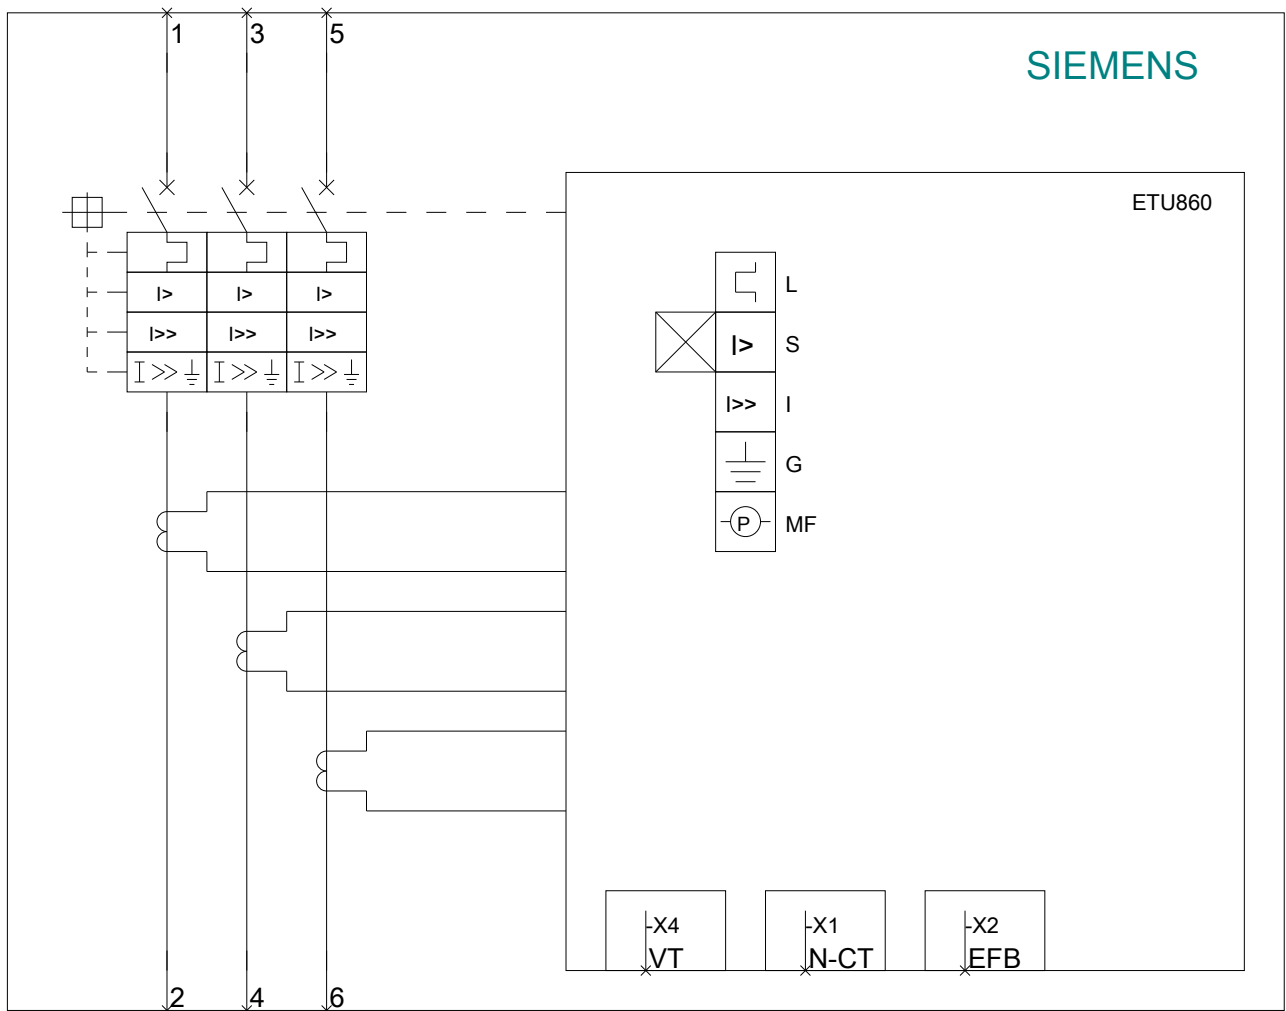 1 3 5
SIEMENS
ETU860
I> I> I>
I>> I>> I>>
I>> I>> I>>
L
I> S
I>> I
G
P MF
-X4 -X1 -X2
VT N-CT EFB
2 4 6